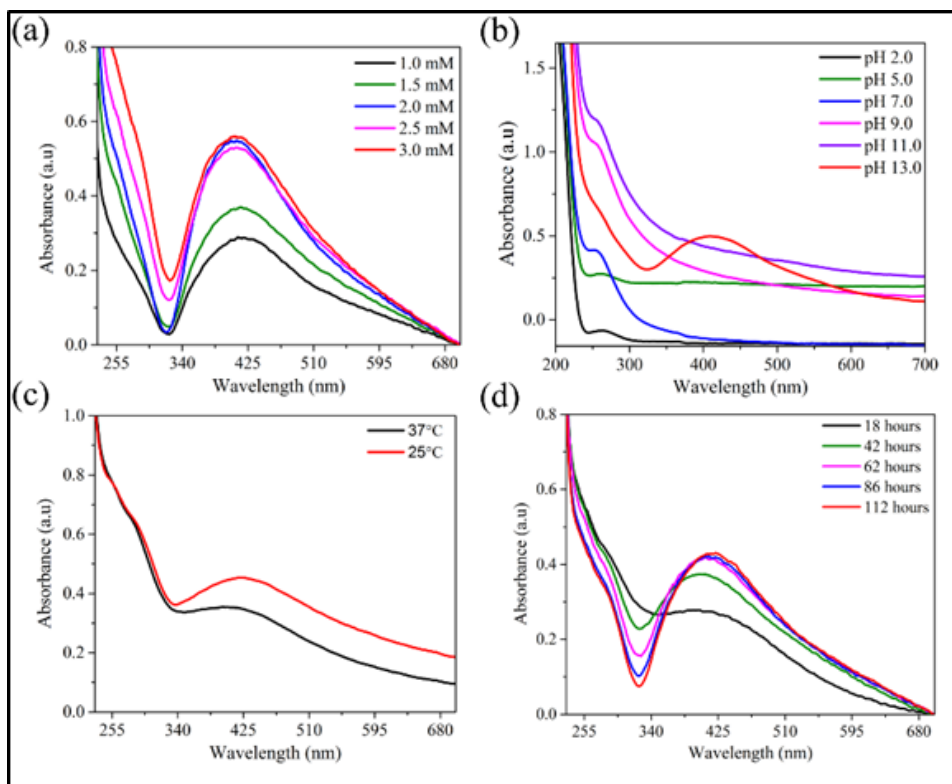 (a)
0.8
0.6
0.4
0.2
0.0
Absorbance (a.u)
255 340 425 510 595 680
Wavelength (nm)
1.0 mM
1.5 mM
2.0 mM
2.5 mM
3.0 mM
(b)
1.5
1.0
0.5
0.0
Absorbance (a.u)
200 300 400 500 600 700
Wavelength (nm)
pH 2.0
pH 5.0
pH 7.0
pH 9.0
pH 11.0
pH 13.0
(c)
1.0
0.8
0.6
0.4
0.2
0.0
Absorbance (a.u)
255 340 425 510 595 680
Wavelength (nm)
37°C
25°C
(d)
0.8
0.6
0.4
0.2
0.0
Absorbance (a.u)
255 340 425 510 595 680
Wavelength (nm)
18 hours
42 hours
62 hours
86 hours
112 hours